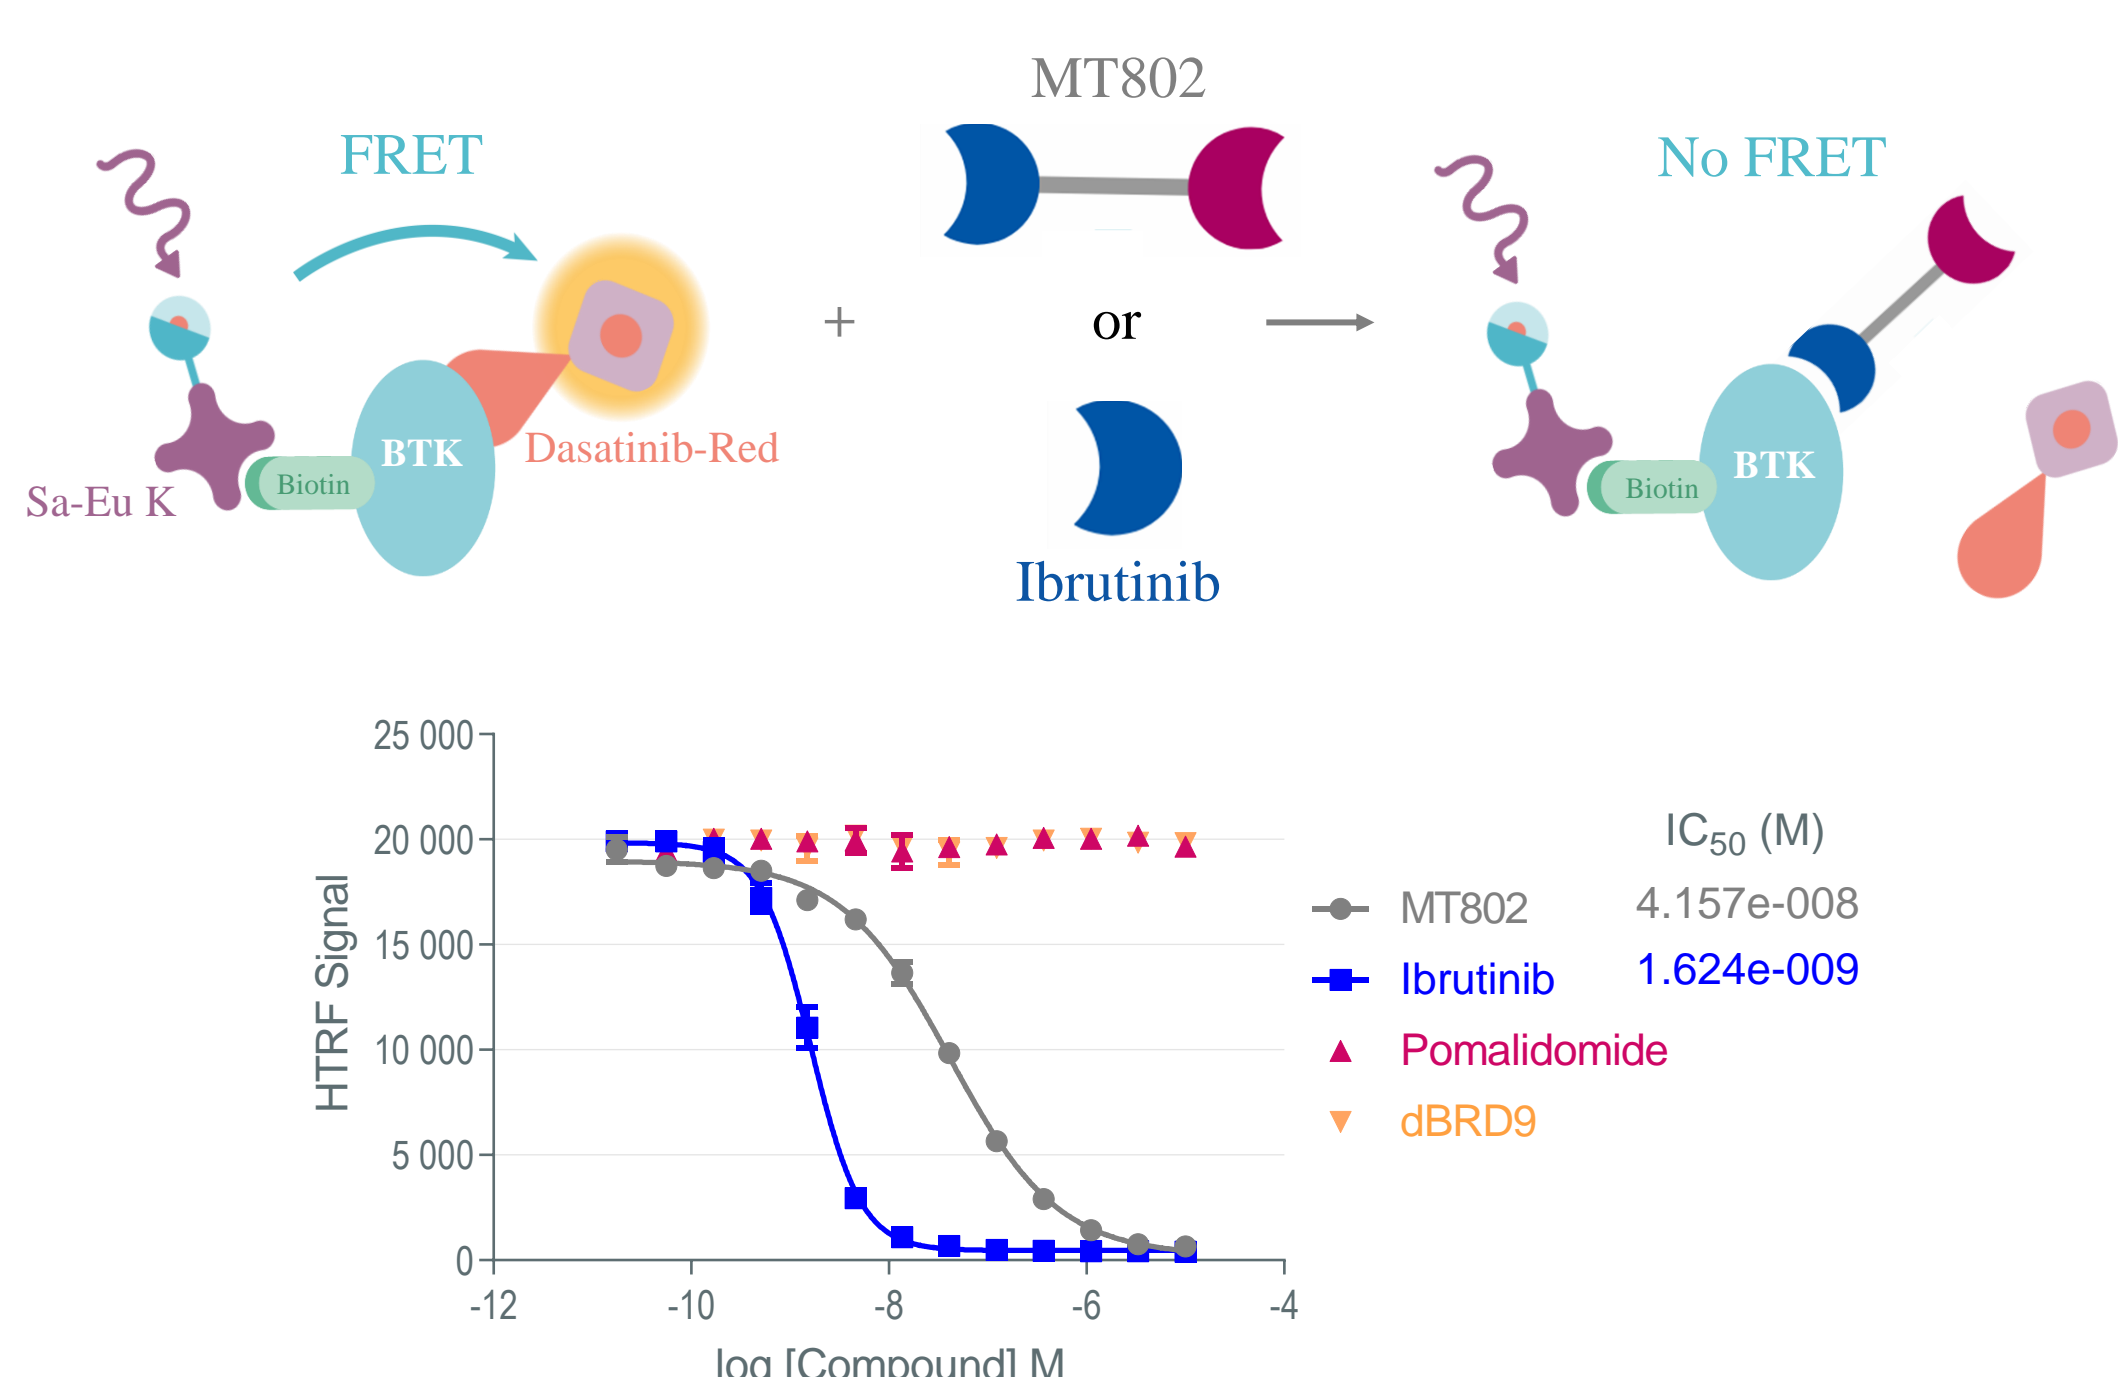 MT802
FRET
No FRET
+
or
BTK
Dasatinib-Red
Biotin
Sa-Eu K
BTK
Biotin
Ibrutinib
25 000
20 000
15 000
10 000
5 000
0
HTRF Signal
-12
-10
-8
-6
-4
log [Compound] M
IC50 (M)
MT802 4.157e-008
Ibrutinib 1.624e-009
Pomalidomide
dBRD9